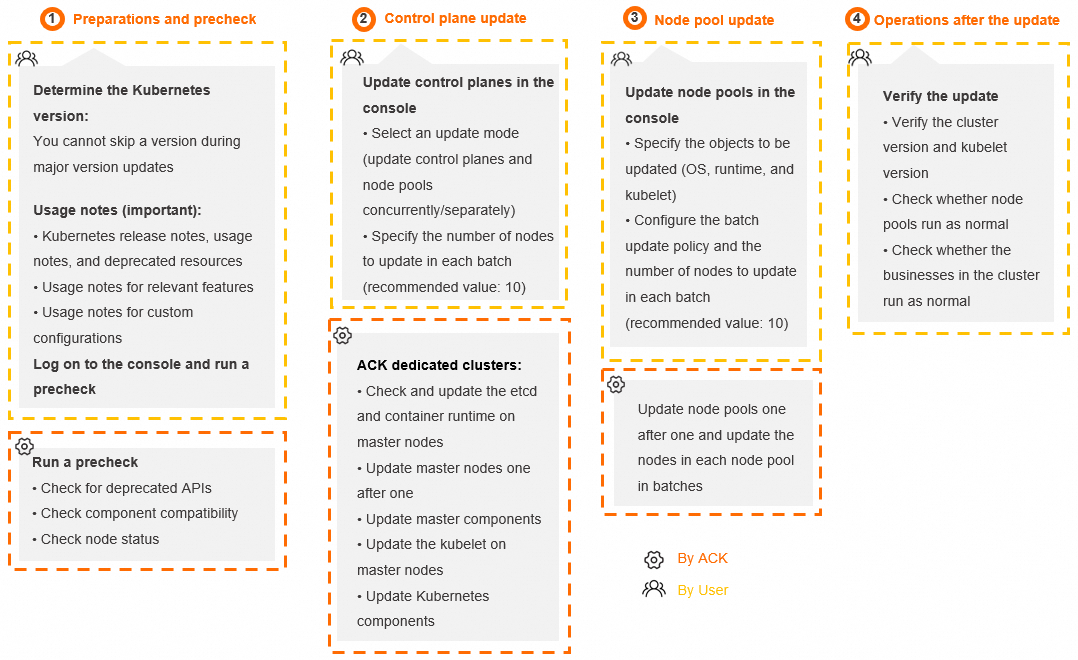 1 Preparations and precheck
Determine the Kubernetes
version:
You cannot skip a version during
major version updates
Usage notes (important):
• Kubernetes release notes, usage
notes, and deprecated resources
• Usage notes for relevant features
• Usage notes for custom
configurations
Log on to the console and run a
precheck
Run a precheck
• Check for deprecated APIs
• Check component compatibility
• Check node status
2 Control plane update
Update control planes in the
console
• Select an update mode
(update control planes and
node pools
concurrently/separately)
• Specify the number of nodes
to update in each batch
(recommended value: 10)
ACK dedicated clusters:
• Check and update the etcd
and container runtime on
master nodes
• Update master nodes one
after one
• Update master components
• Update the kubelet on
master nodes
• Update Kubernetes
components
3 Node pool update
Update node pools in the
console
• Specify the objects to be
updated (OS, runtime, and
kubelet)
• Configure the batch
update policy and the
number of nodes to update
in each batch
(recommended value: 10)
Update node pools one
after one and update the
nodes in each node pool
in batches
By ACK
By User
4 Operations after the update
Verify the update
• Verify the cluster
version and kubelet
version
• Check whether node
pools run as normal
• Check whether the
businesses in the cluster
run as normal